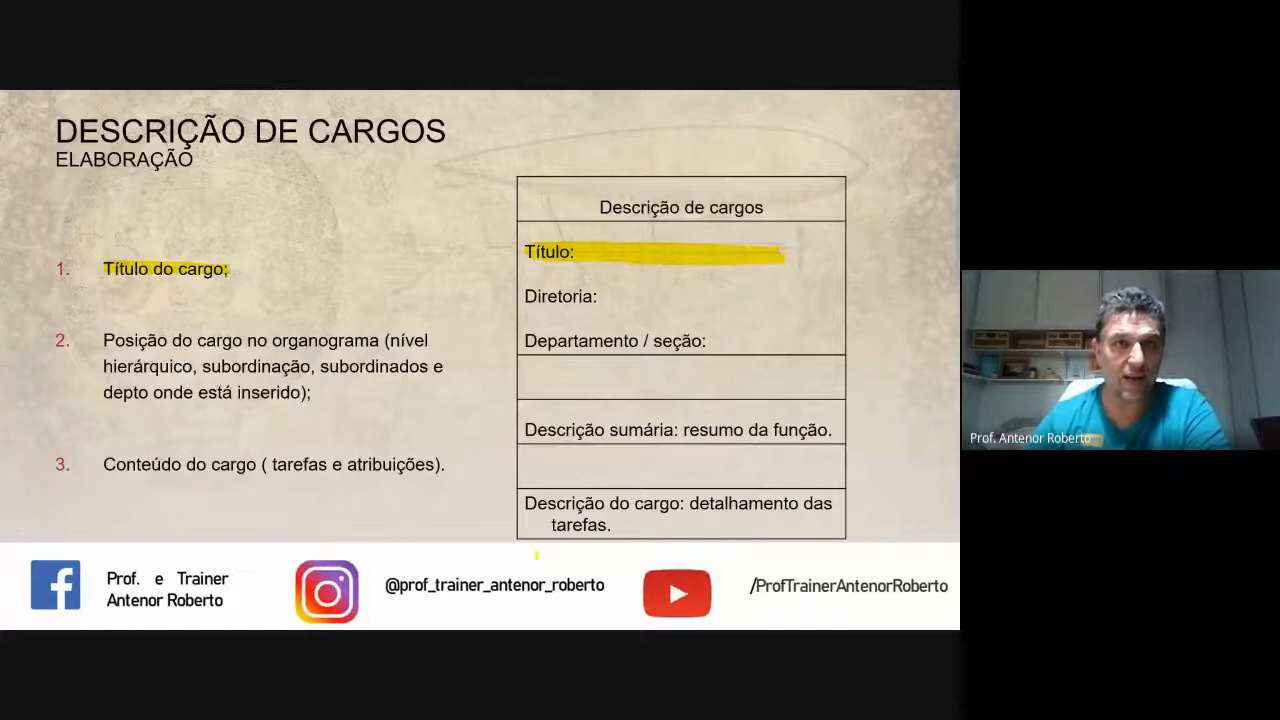 DESCRIÇÃO DE CARGOS
ELABORAÇÃO
1. Título do cargo;
2. Posição do cargo no organograma (nível
hierárquico, subordinação, subordinados e
depto onde está inserido);
3. Conteúdo do cargo ( tarefas e atribuições).
Descrição de cargos
Título:
Diretoria:
Departamento / seção:
Descrição sumária: resumo da função.
Descrição do cargo: detalhamento das
tarefas.
Prof. Antenor Roberto
Prof. e Trainer
Antenor Roberto
@prof_trainer_antenor_roberto
/ProfTrainerAntenorRoberto